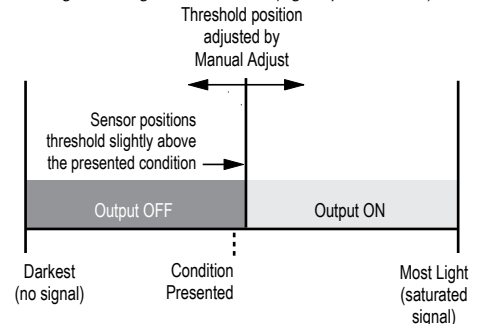 Threshold position
adjusted by
Manual Adjust
Sensor positions
threshold slightly above
the presented condition
Output OFF
Output ON
Darkest
(no signal)
Condition
Presented
Most Light
(saturated
signal)